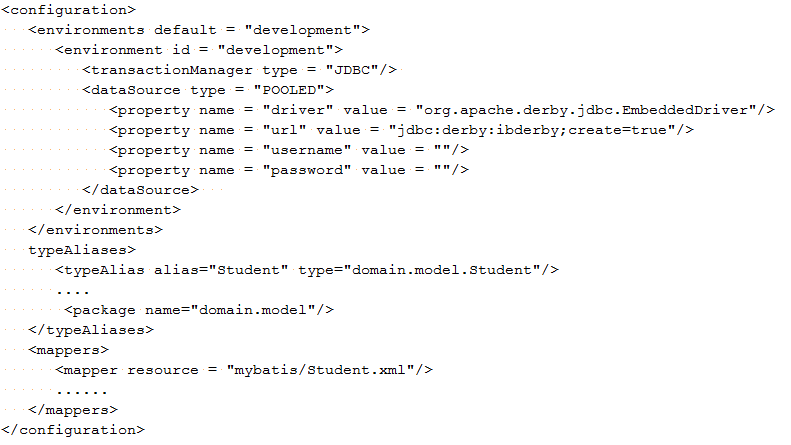 <configuration>
<environments default = "development">
<environment id = "development">
<transactionManager type = "JDBC"/>
<dataSource type = "POOLED">
<property name = "driver" value = "org.apache.derby.jdbc.EmbeddedDriver"/>
<property name = "url" value = "jdbc:derby:ibderby;create=true"/>
<property name = "username" value = ""/>
<property name = "password" value = ""/>
</dataSource>
</environment>
</environments>
typeAliases>
<typeAlias alias="Student" type="domain.model.Student"/>
....
<package name="domain.model"/>
</typeAliases>
<mappers>
<mapper resource = "mybatis/Student.xml"/>
......
</mappers>
</configuration>